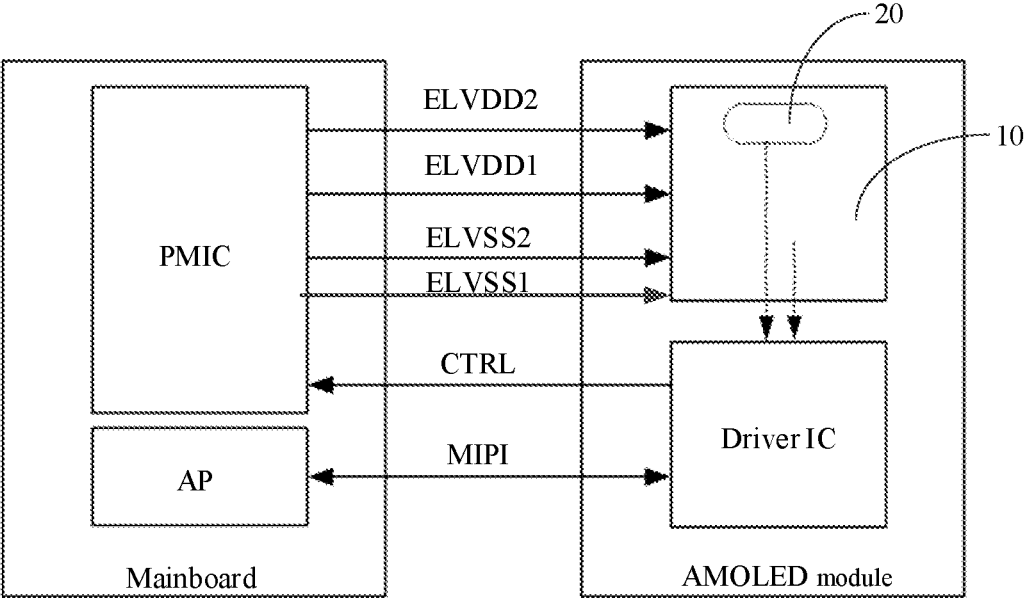 20
ELVDD2
10
ELVDD1
PMIC
ELVSS2
ELVSS1
CTRL
Driver IC
MIPI
AP
Mainboard
AMOLED module